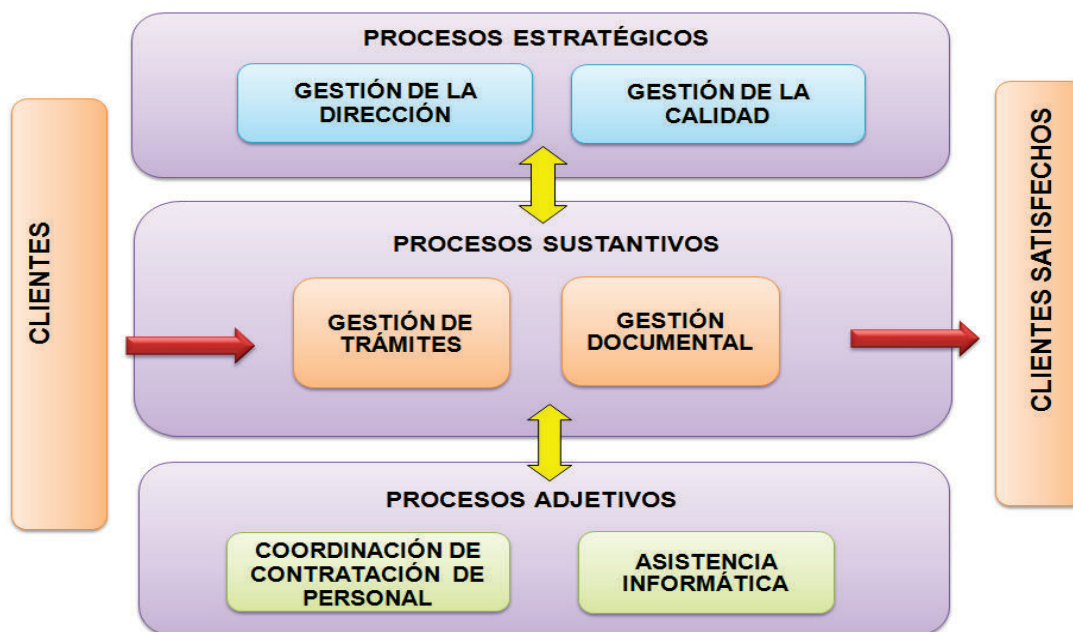 PROCESOS ESTRATÉGICOS
GESTIÓN DE LA
DIRECCIÓN
GESTIÓN DE LA
CALIDAD
CLIENTES
PROCESOS SUSTANTIVOS
GESTIÓN DE
TRÁMITES
GESTIÓN
DOCUMENTAL
CLIENTES SATISFECHOS
PROCESOS ADJETIVOS
COORDINACIÓN DE
CONTRATACIÓN DE
PERSONAL
ASISTENCIA
INFORMÁTICA